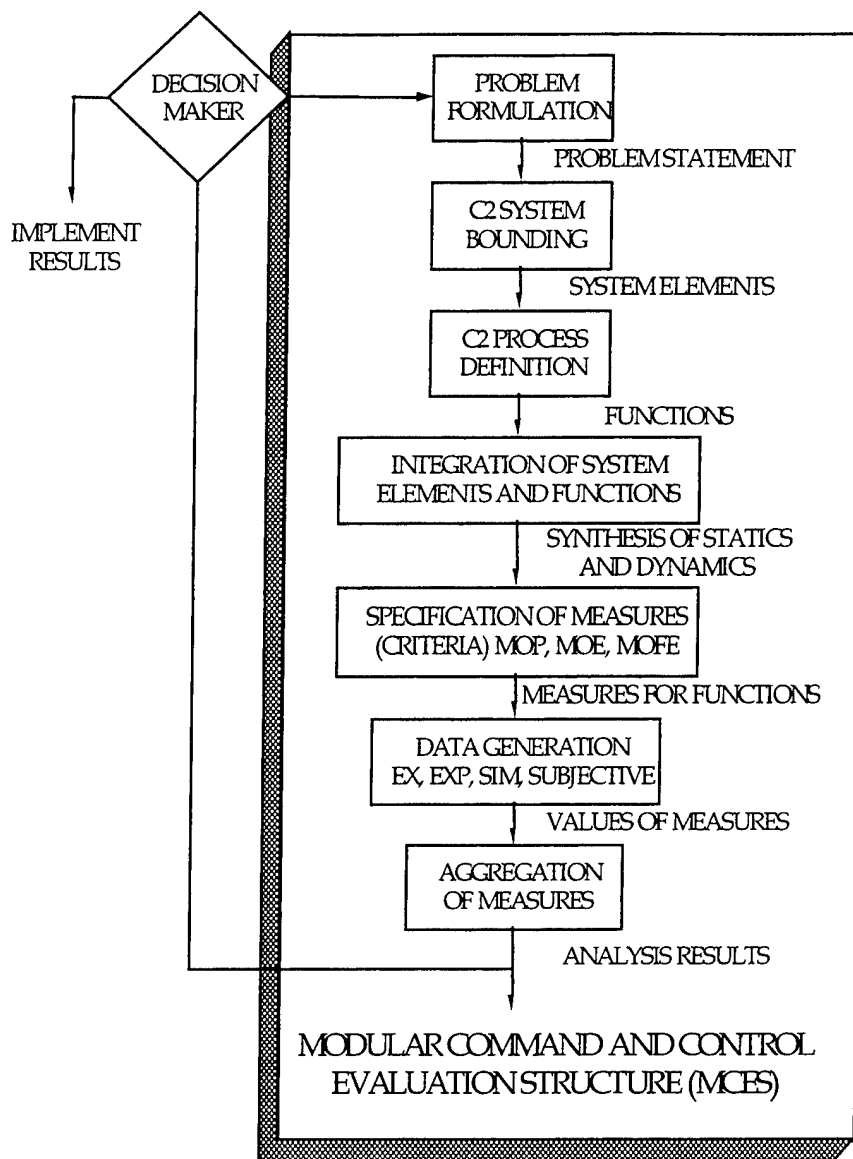 DECISION
MAKER
IMPLEMENT
RESULTS
PROBLEM
FORMULATION
PROBLEM STATEMENT
C2 SYSTEM
BOUNDING
SYSTEM ELEMENTS
C2 PROCESS
DEFINITION
FUNCTIONS
INTEGRATION OF SYSTEM
ELEMENTS AND FUNCTIONS
SYNTHESIS OF STATICS
AND DYNAMICS
SPECIFICATION OF MEASURES
(CRITERIA) MOP, MOE, MOFE
MEASURES FOR FUNCTIONS
DATA GENERATION
EX, EXP, SIM, SUBJECTIVE
VALUES OF MEASURES
AGGREGATION
OF MEASURES
ANALYSIS RESULTS
MODULAR COMMAND AND CONTROL
EVALUATION STRUCTURE (MCES)